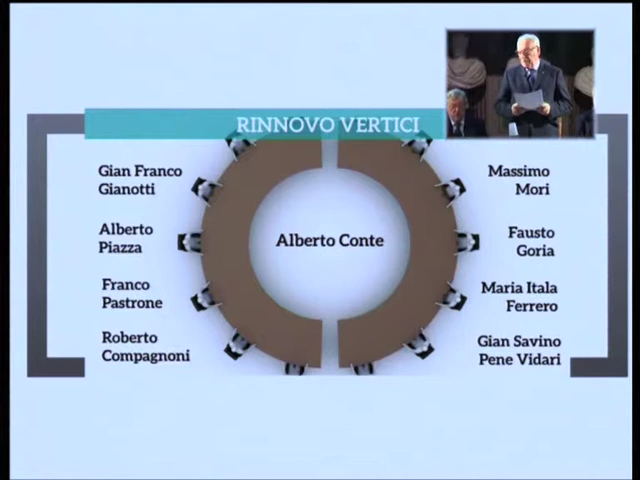 RINNOVO VERTICI
Gian Franco
Gianotti
Alberto
Piazza
Franco
Pastrone
Roberto
Compagnoni
Alberto Conte
Massimo
Mori
Fausto
Goria
Maria Itala
Ferrero
Gian Savino
Pene Vidari